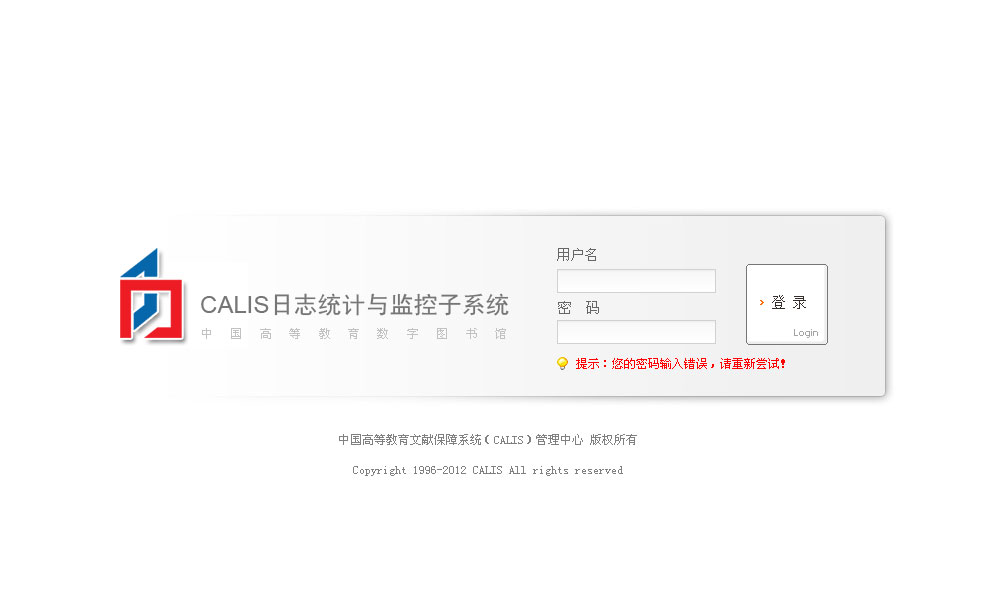 用户名
密 码
CALIS日志统计与监控子系统
中国高等教育数字图书馆
登 录
Login
提示：您的密码输入错误，请重新尝试！
中国高等教育文献保障系统（CALIS）管理中心 版权所有
Copyright 1996-2012 CALIS All rights reserved